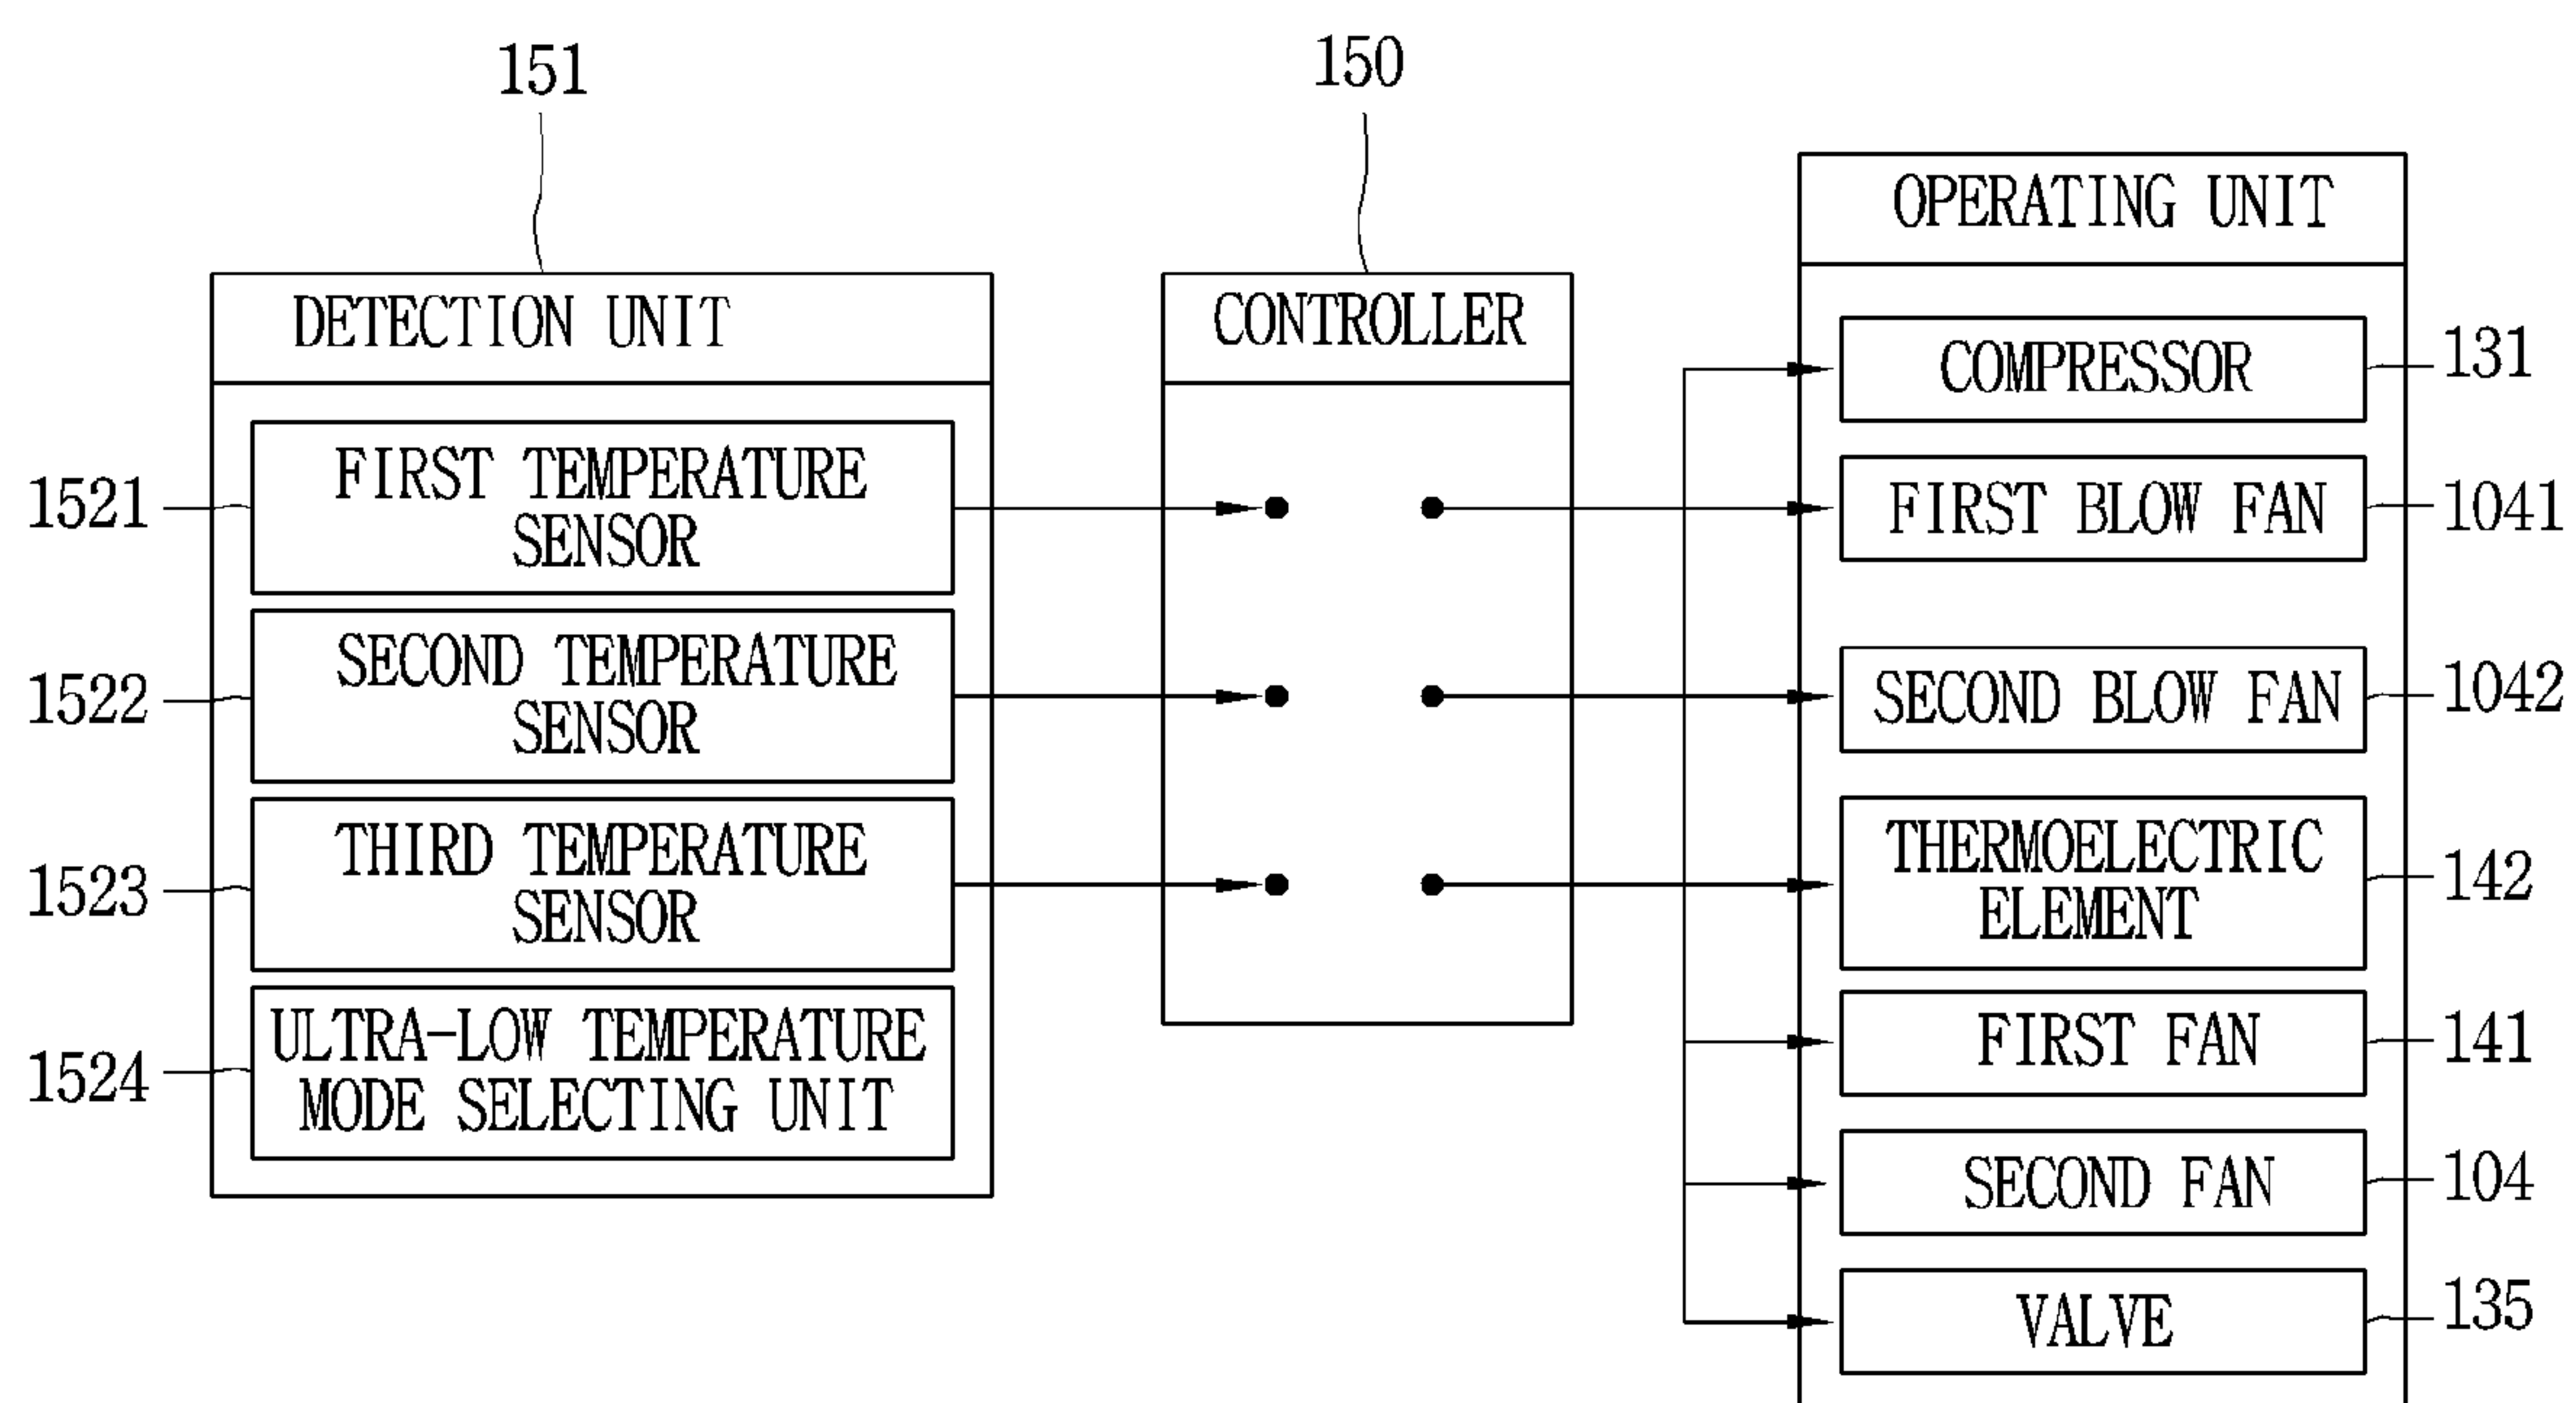 151
150
OPERATING UNIT
DETECTION UNIT
CONTROLLER
COMPRESSOR
131
1521
FIRST TEMPERATURE
SENSOR
FIRST BLOW FAN
1041
1522
SECOND TEMPERATURE
SENSOR
SECOND BLOW FAN
1042
1523
THIRD TEMPERATURE
SENSOR
THERMOELECTRIC
ELEMENT
142
1524
ULTRA-LOW TEMPERATURE
MODE SELECTING UNIT
FIRST FAN
141
SECOND FAN
104
VALVE
135